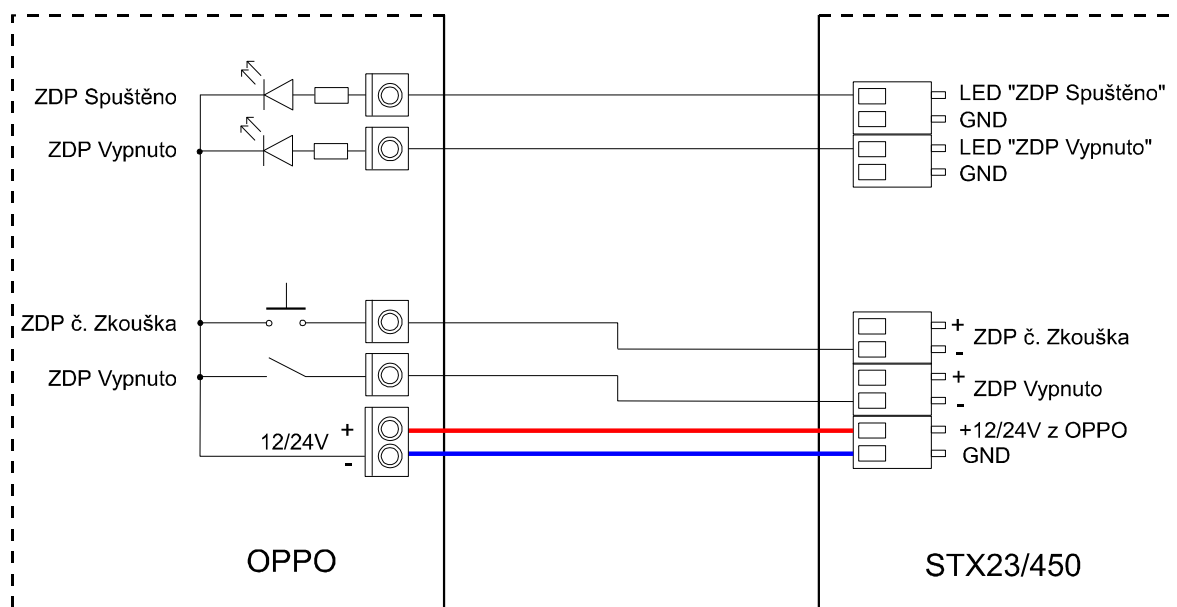 ZDP Spuštěno
LED "ZDP Spuštěno"
GND
ZDP Vypnuto
LED "ZDP Vypnuto"
GND
ZDP č. Zkouška
+
-
ZDP č. Zkouška
ZDP Vypnuto
+
-
ZDP Vypnuto
12/24V
+
-
+12/24V z OPPO
GND
OPPO
STX23/450